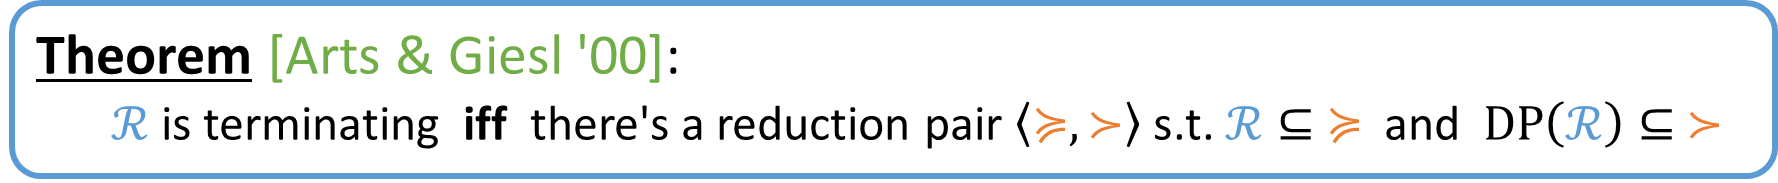 Theorem [Arts & Giesl '00]:
ℛ is terminating iff there's a reduction pair ⟨≽, ≻⟩ s.t. ℛ ⊆ ≽ and DP(ℛ) ⊆ ≻